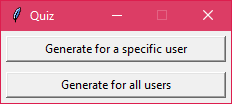 Quiz
Generate for a specific user
Generate for all users